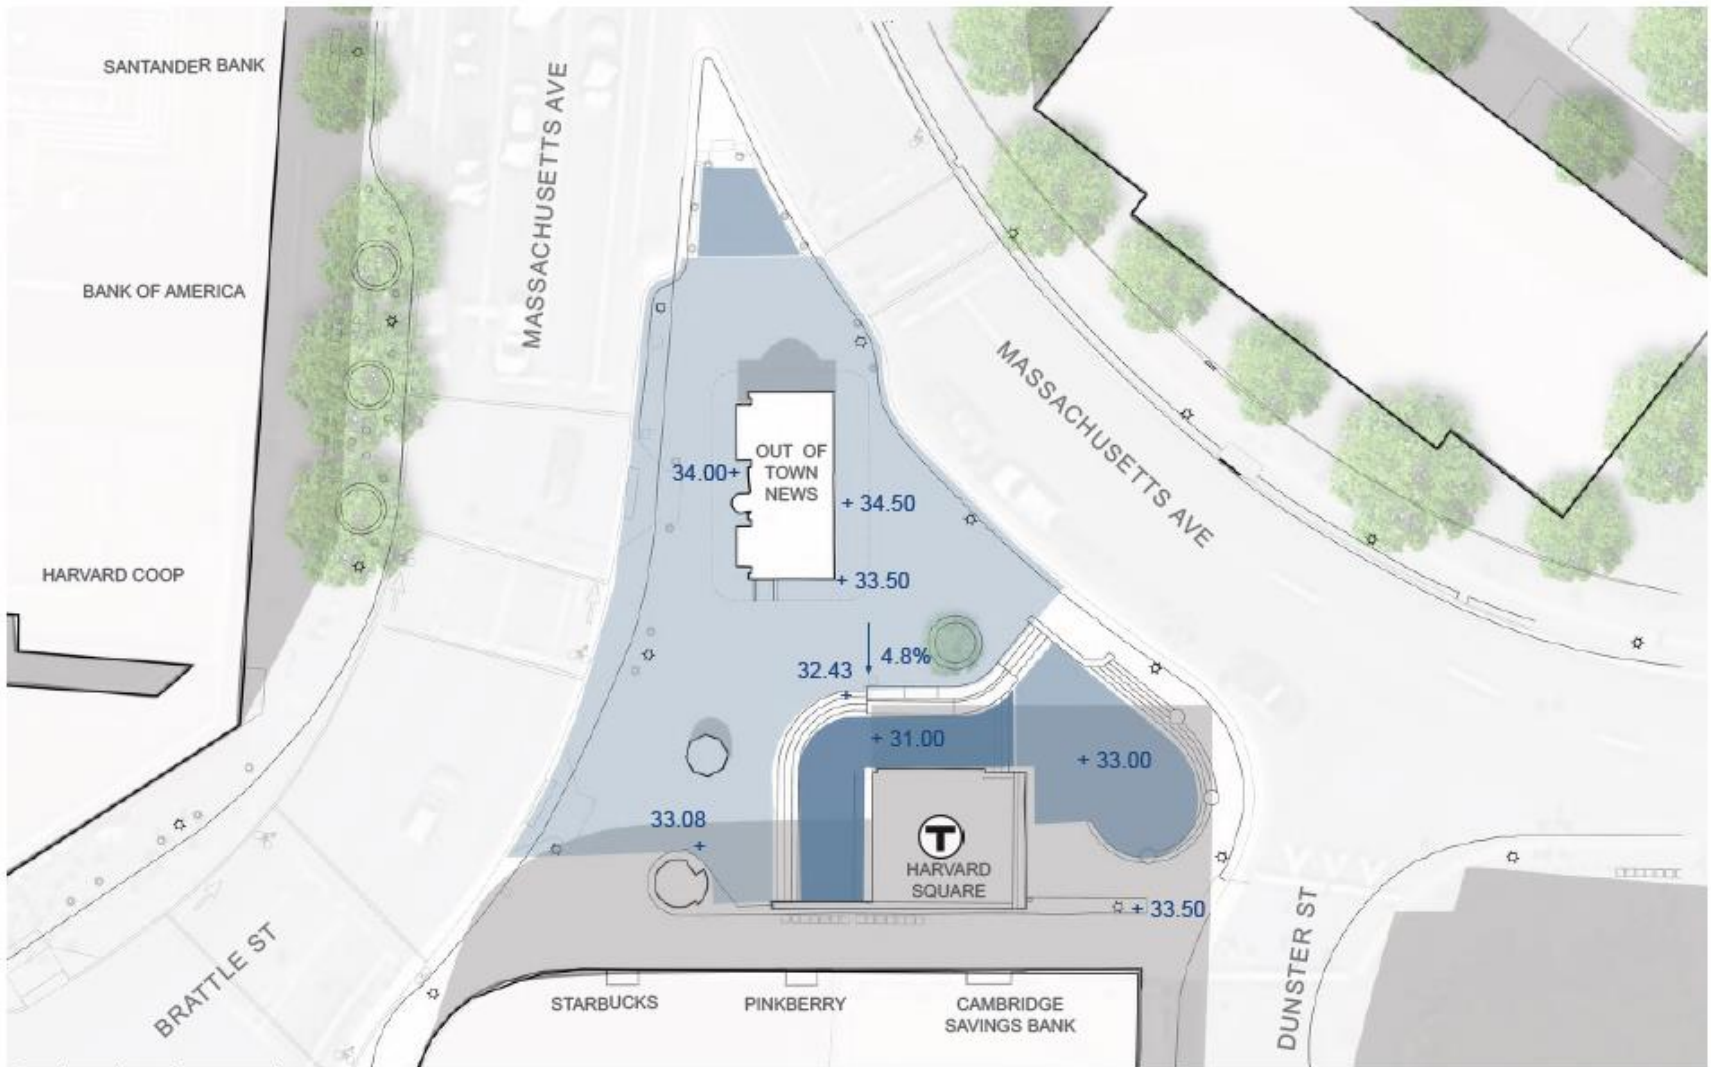 SANTANDER BANK
MASSACHUSETTS AVE
BANK OF AMERICA
MASSACHUSETTS AVE
OUT OF
TOWN
NEWS
34.00+
+ 34.50
HARVARD COOP
+ 33.50
4.8%
32.43
+
+ 31.00
+ 33.00
33.08
+
T
HARVARD
SQUARE
+ 33.50
BRATTLE ST
DUNSTER ST
STARBUCKS
PINKBERRY
CAMBRIDGE
SAVINGS BANK